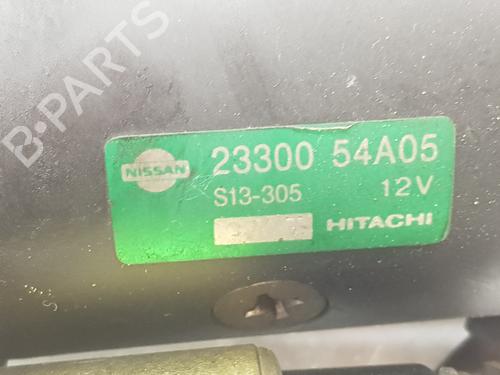 B-PARTS
NISSAN 23300 54A05
S13-305 12V
HITACHI